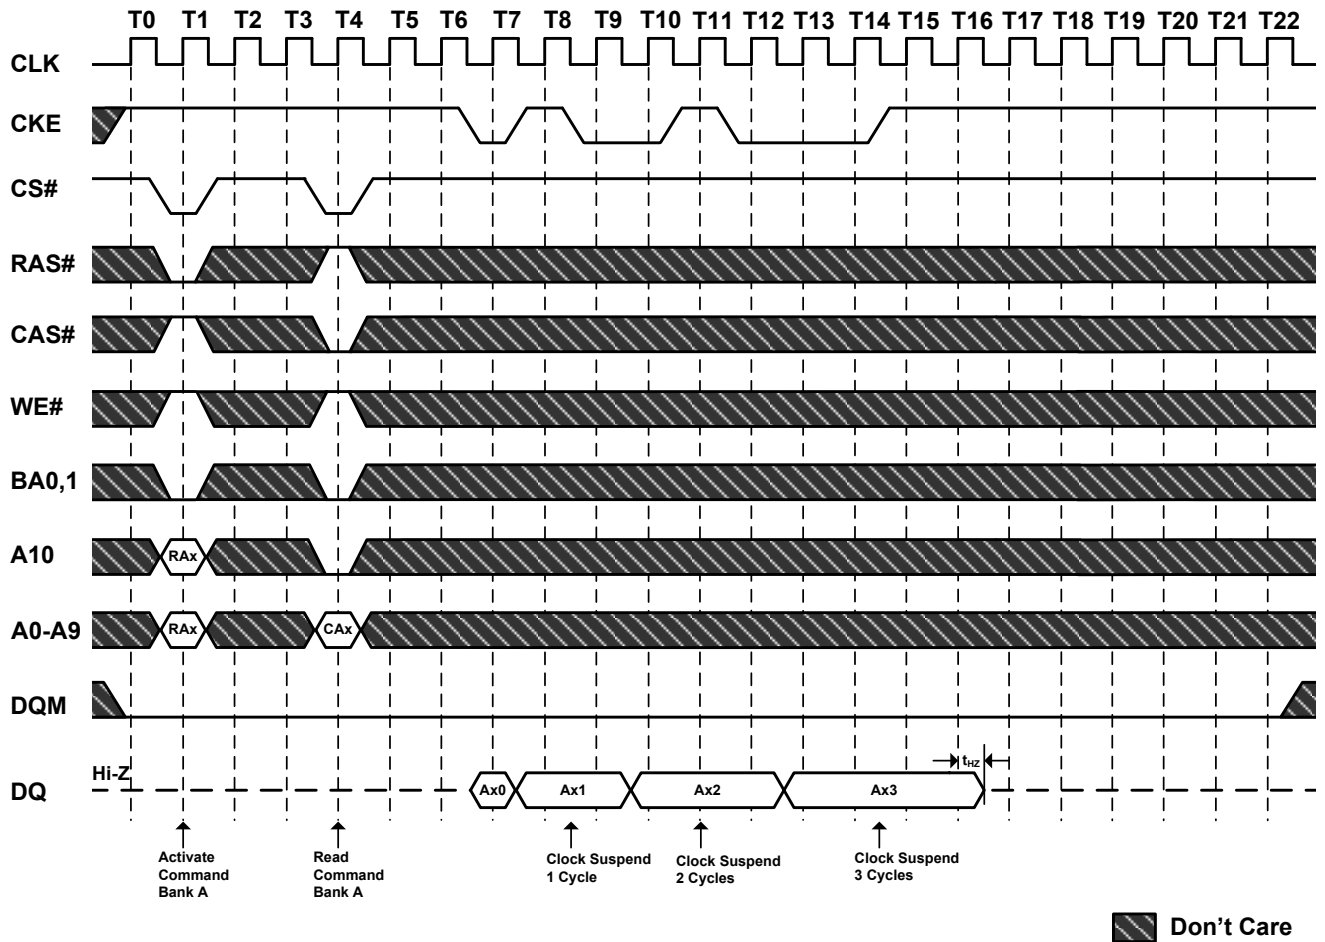 T0 T1 T2 T3 T4 T5 T6 T7 T8 T9 T10 T11 T12 T13 T14 T15 T16 T17 T18 T19 T20 T21 T22
CLK
CKE
CS#
RAS#
CAS#
WE#
BA0,1
A10 RAx
A0-A9 RAx CAx
DQM
Hi-Z tHZ
DQ Ax0 Ax1 Ax2 Ax3
Activate
Command
Bank A
Read
Command
Bank A
Clock Suspend
1 Cycle
Clock Suspend
2 Cycles
Clock Suspend
3 Cycles
Don't Care